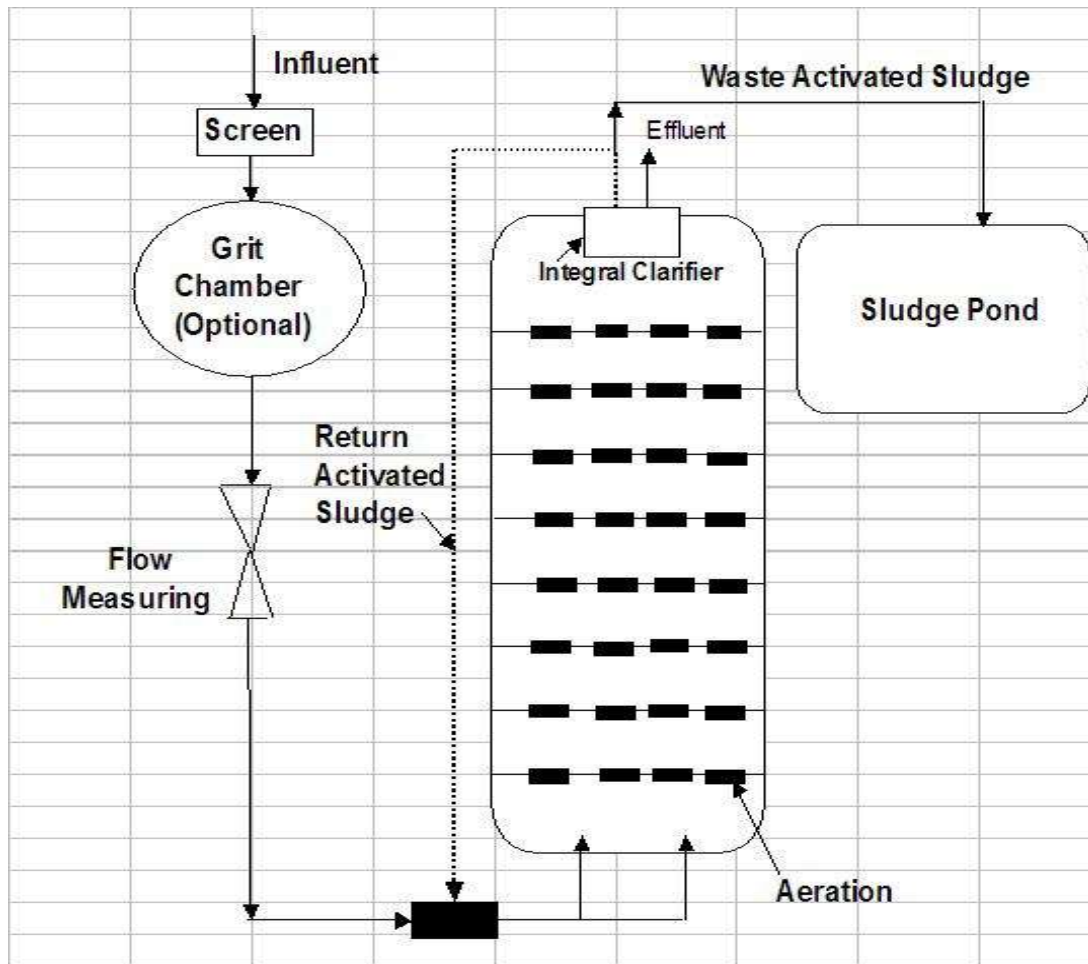 Influent
Screen
Grit
Chamber
(Optional)
Flow
Measuring
Return
Activated
Sludge
Waste Activated Sludge
Effluent
Integral Clarifier
Sludge Pond
Aeration